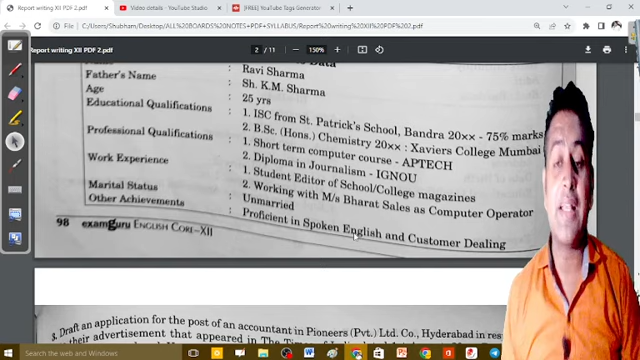 Report writing XII PDF 2.pdf
Video details - YouTube Studio
[FREE] YouTube Tags Generator
File
C:/Users/Shubham/Desktop/ALL%20BOARDS%20NOTES+PDF+SYLLABUS/Report%20writing%20XII%20PDF%202.pdf
Report writing XII PDF 2.pdf
2 / 11
150%
Data
Father's Name : Ravi Sharma
Age : Sh. K.M. Sharma
Educational Qualifications : 25 yrs
: 1. ISC from St. Patrick's School, Bandra 20×× - 75% marks
Professional Qualifications : 2. B.Sc. (Hons.) Chemistry 20×× : Xaviers College Mumbai
: 1. Short term computer course - APTECH
Work Experience 2. Diploma in Journalism - IGNOU
: 1. Student Editor of School/College magazines
Marital Status 2. Working with M/s Bharat Sales as Computer Operator
Other Achievements : Unmarried
: Proficient in Spoken English and Customer Dealing
98 examguru ENGLISH CORE–XII
3. Draft an application for the post of an accountant in Pioneers (Pvt.) Ltd. Co., Hyderabad in
their advertisement that appeared in The
Search the web and Windows